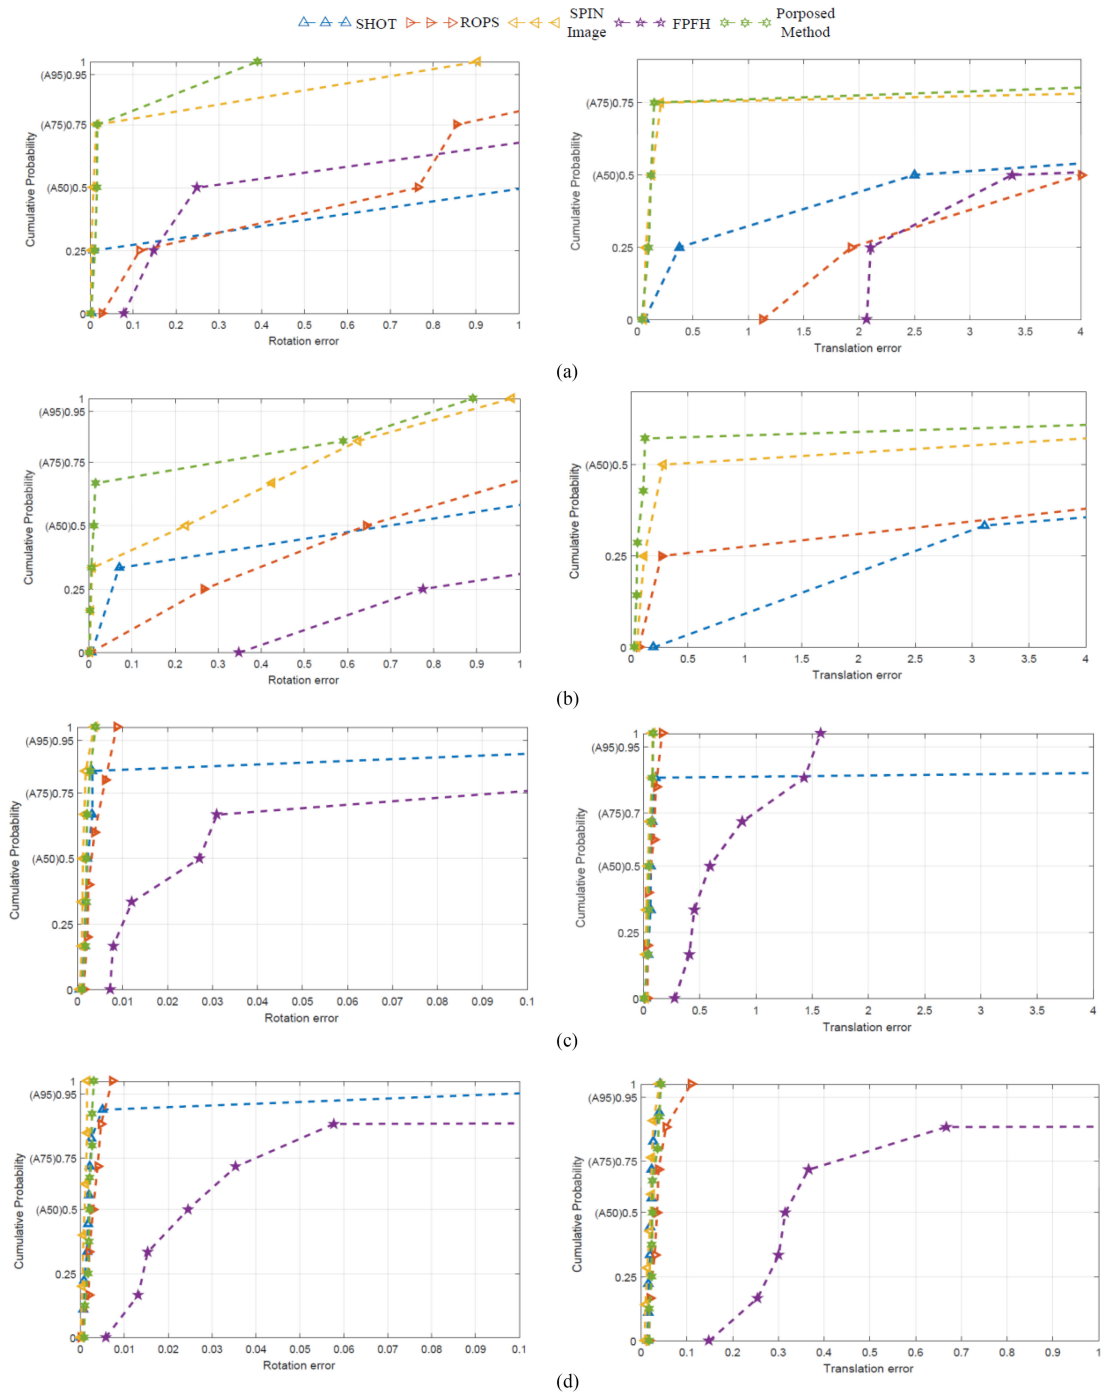 SHOT ROPS SPIN Image FPFH Porposed Method
1
(A95)0.95
(A75)0.75
(A50)0.5
0.25
0
Cumulative Probability
0 0.1 0.2 0.3 0.4 0.5 0.6 0.7 0.8 0.9 1
Rotation error
(A75)0.75
(A50)0.5
0.25
0
Cumulative Probability
0 0.5 1 1.5 2 2.5 3 3.5 4
Translation error
(a)
1
(A95)0.95
(A75)0.75
(A50)0.5
0.25
0
Cumulative Probability
0 0.1 0.2 0.3 0.4 0.5 0.6 0.7 0.8 0.9 1
Rotation error
(A50)0.5
0.25
0
Cumulative Probability
0 0.5 1 1.5 2 2.5 3 3.5 4
Translation error
(b)
1
(A95)0.95
(A75)0.75
(A50)0.5
0.25
0
Cumulative Probability
0 0.01 0.02 0.03 0.04 0.05 0.06 0.07 0.08 0.09 0.1
Rotation error
1
(A95)0.95
(A75)0.7
(A50)0.5
0.25
0
Cumulative Probability
0 0.5 1 1.5 2 2.5 3 3.5 4
Translation error
(c)
1
(A95)0.95
(A75)0.75
(A50)0.5
0.25
0
Cumulative Probability
0 0.01 0.02 0.03 0.04 0.05 0.06 0.07 0.08 0.09 0.1
Rotation error
1
(A95)0.95
(A75)0.75
(A50)0.5
0.25
0
Cumulative Probability
0 0.1 0.2 0.3 0.4 0.5 0.6 0.7 0.8 0.9 1
Translation error
(d)